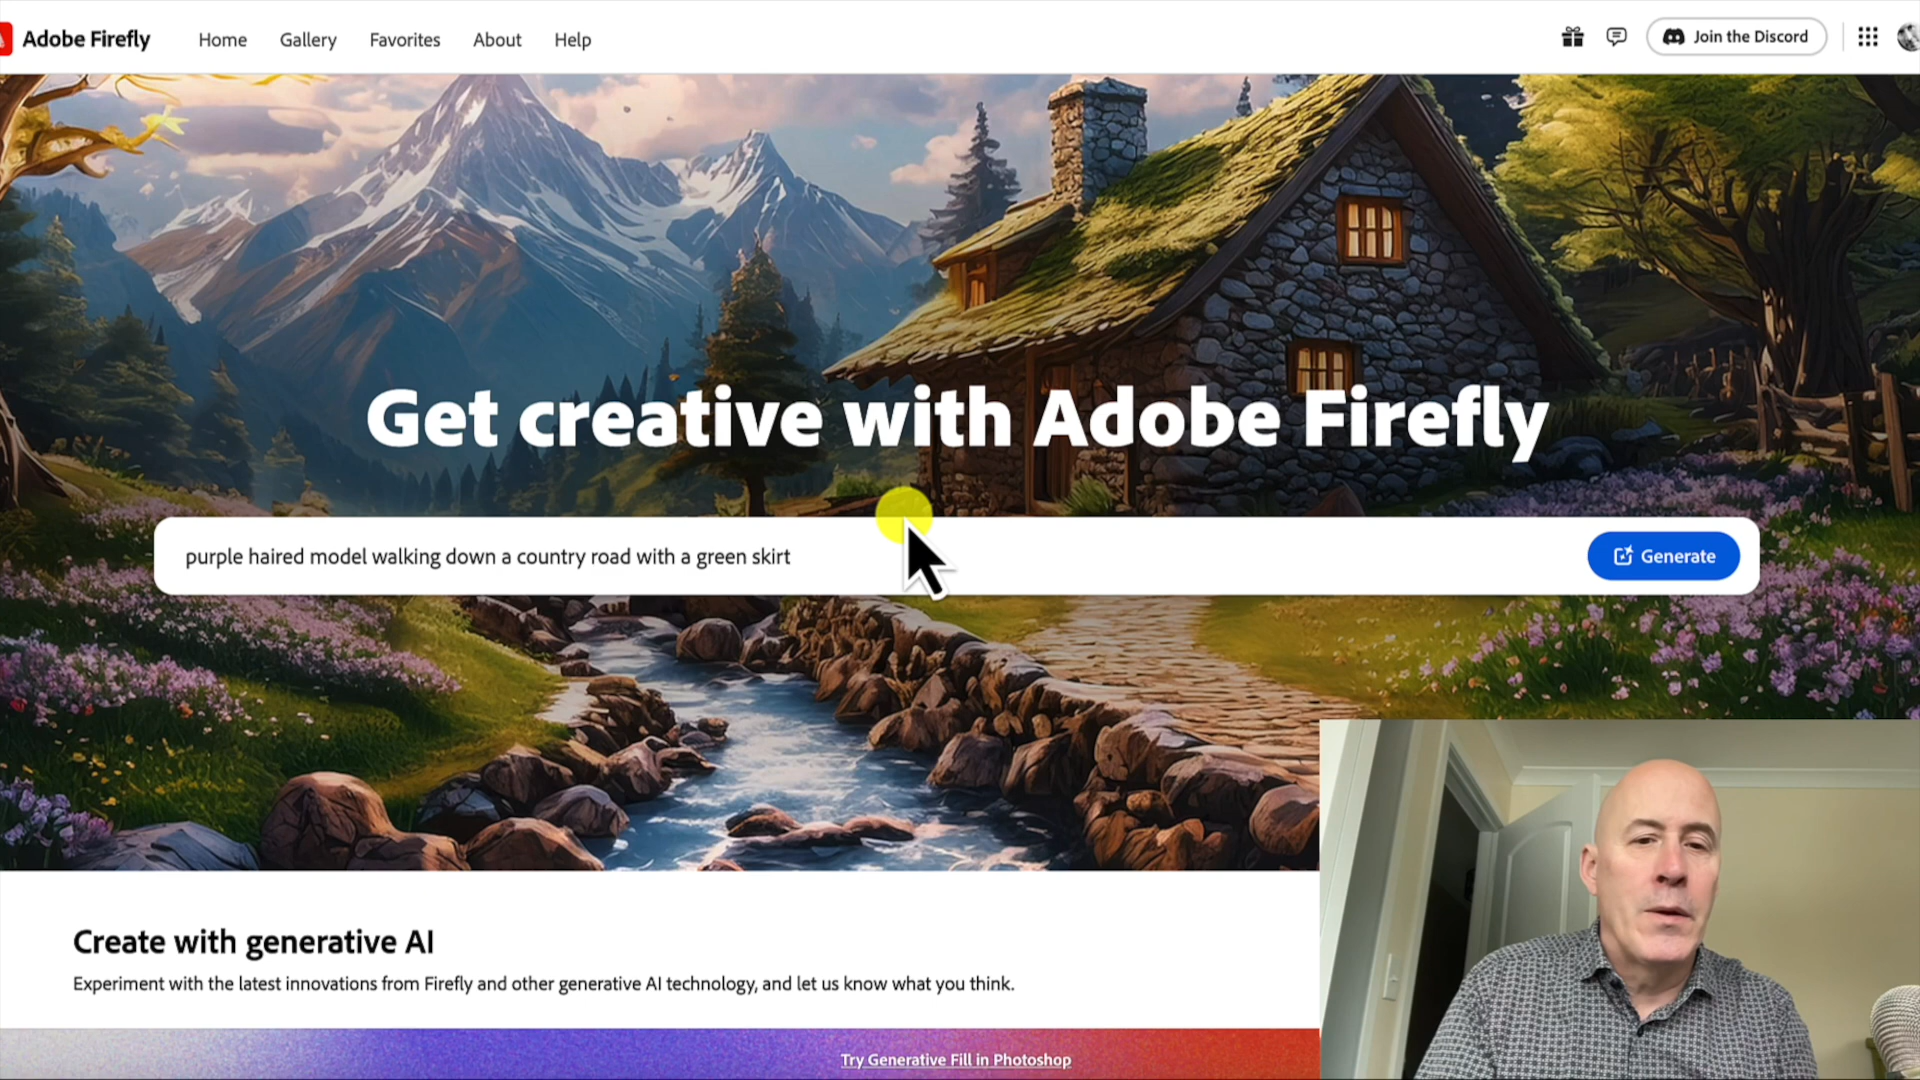 Adobe Firefly Home Gallery Favorites About Help Join the Discord
Get creative with Adobe Firefly
purple haired model walking down a country road with a green skirt Generate
Create with generative AI
Experiment with the latest innovations from Firefly and other generative AI technology, and let us know what you think.
Try Generative Fill in Photoshop